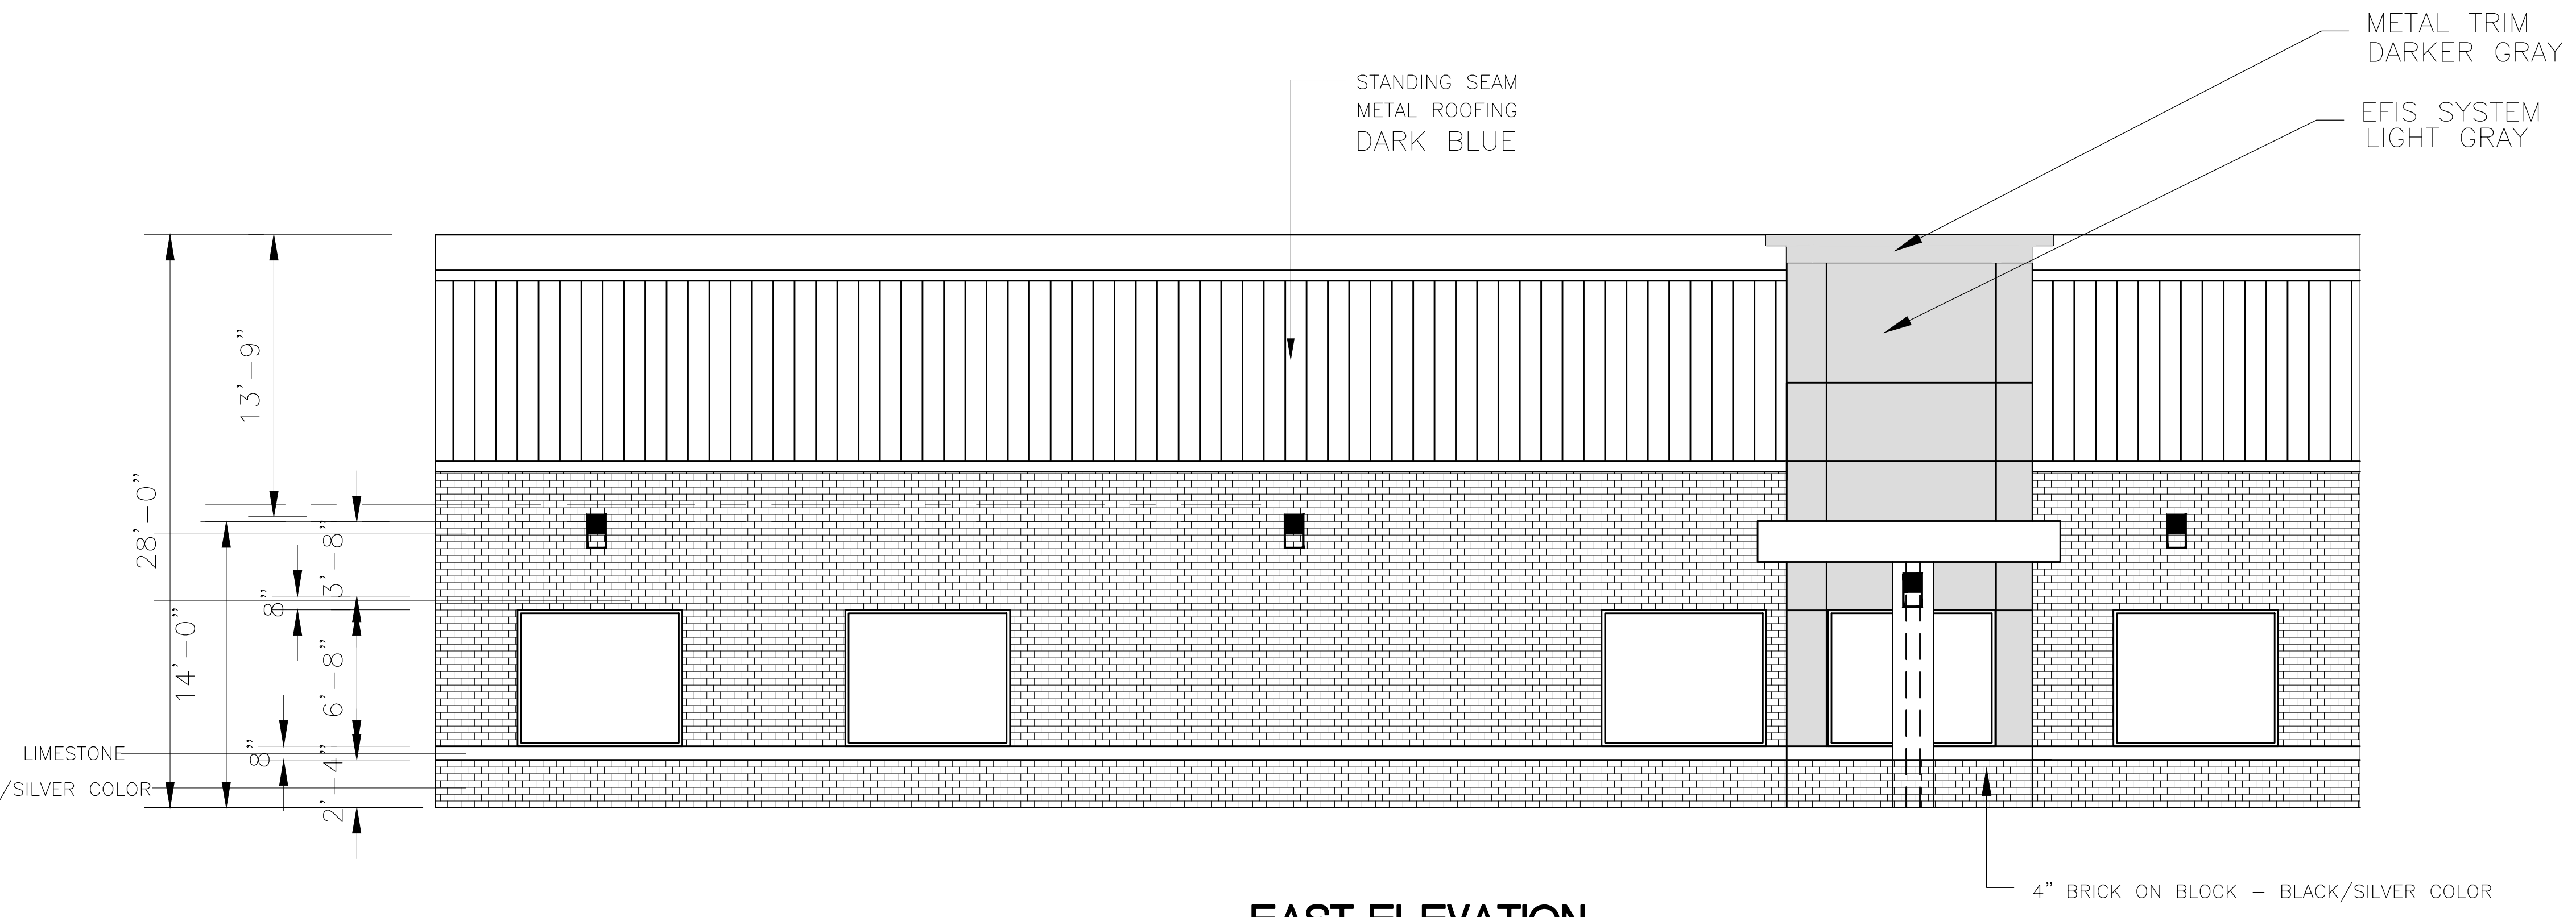 METAL TRIM
DARKER GRAY
STANDING SEAM
METAL ROOFING
DARK BLUE
EFIS SYSTEM
LIGHT GRAY
13'-9"
28'-0"
3'-8"
8"
14'-0"
6'-8"
LIMESTONE
8"
2'-4"
/SILVER COLOR
4" BRICK ON BLOCK - BLACK/SILVER COLOR
EAST ELEVATION